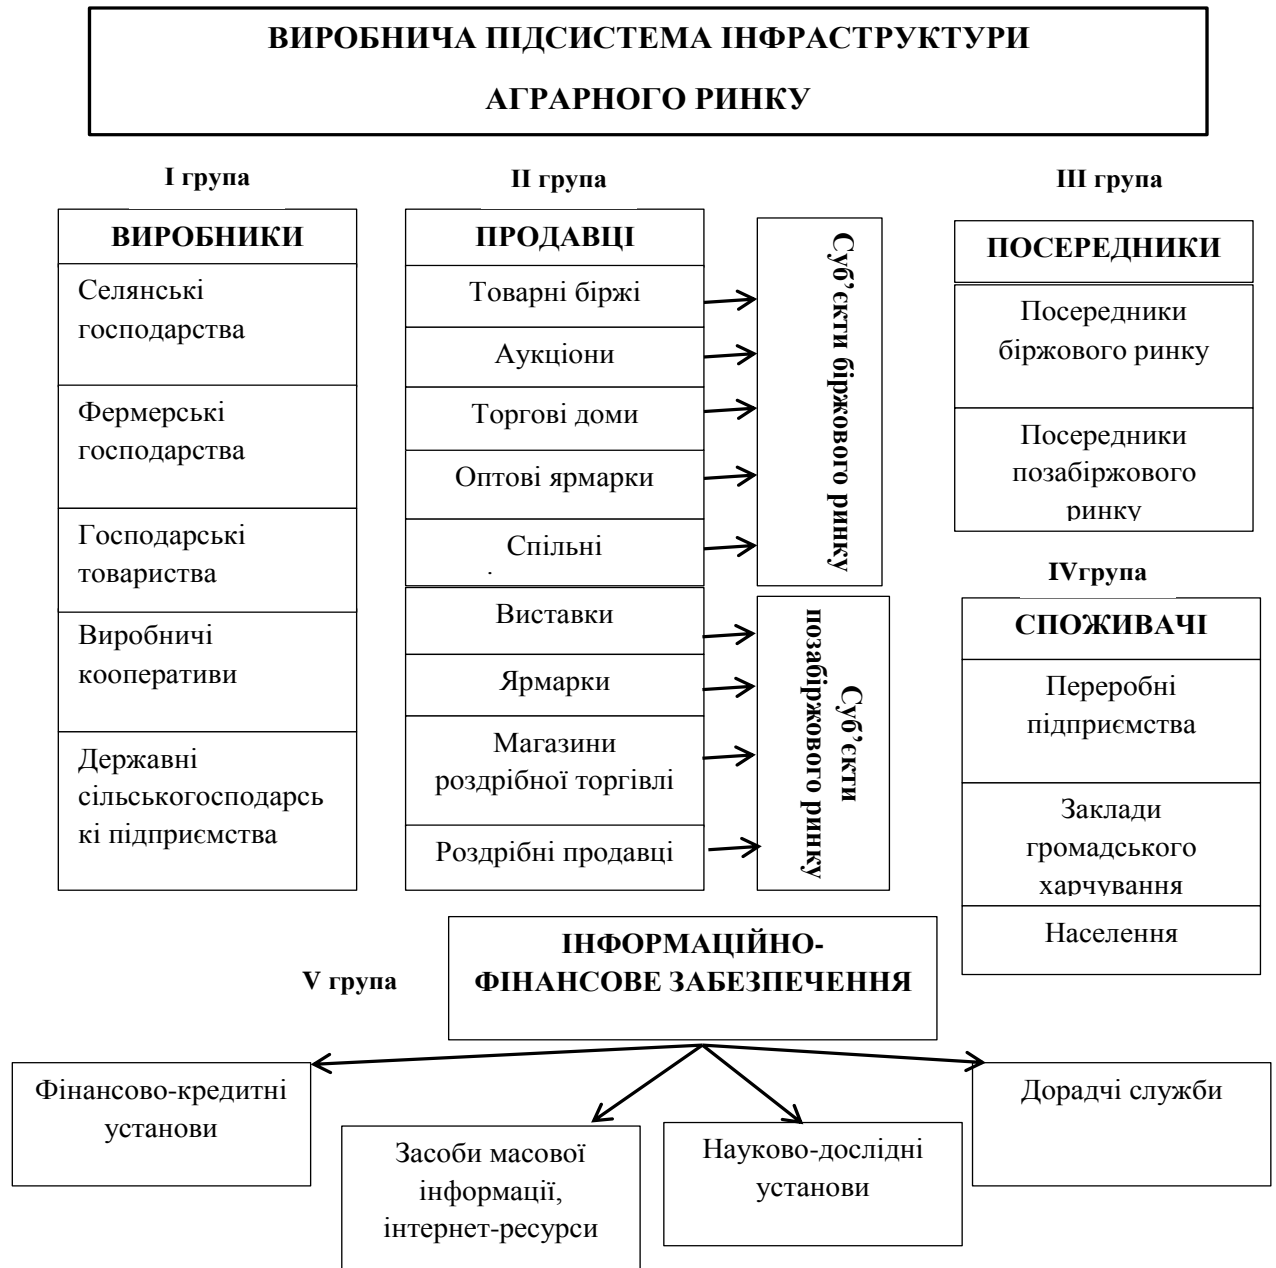 ВИРОБНИЧА ПІДСИСТЕМА ІНФРАСТРУКТУРИ
АГРАРНОГО РИНКУ
І група
ВИРОБНИКИ
Селянські
господарства
Фермерські
господарства
Господарські
товариства
Виробничі
кооперативи
Державні
сільськогосподарсь
кі підприємства
ІІ група
ПРОДАВЦІ
Товарні біржі
Аукціони
Торгові доми
Оптові ярмарки
Спільні
Виставки
Ярмарки
Магазини
роздрібної торгівлі
Роздрібні продавці
Суб’єкти біржового ринку
Суб’єкти
позабіржового ринку
ІІІ група
ПОСЕРЕДНИКИ
Посередники
біржового ринку
Посередники
позабіржового
ринку
ІVгрупа
СПОЖИВАЧІ
Переробні
підприємства
Заклади
громадського
харчування
Населення
V група
ІНФОРМАЦІЙНО-
ФІНАНСОВЕ ЗАБЕЗПЕЧЕННЯ
Фінансово-кредитні
установи
Засоби масової
інформації,
інтернет-ресурси
Науково-дослідні
установи
Дорадчі служби